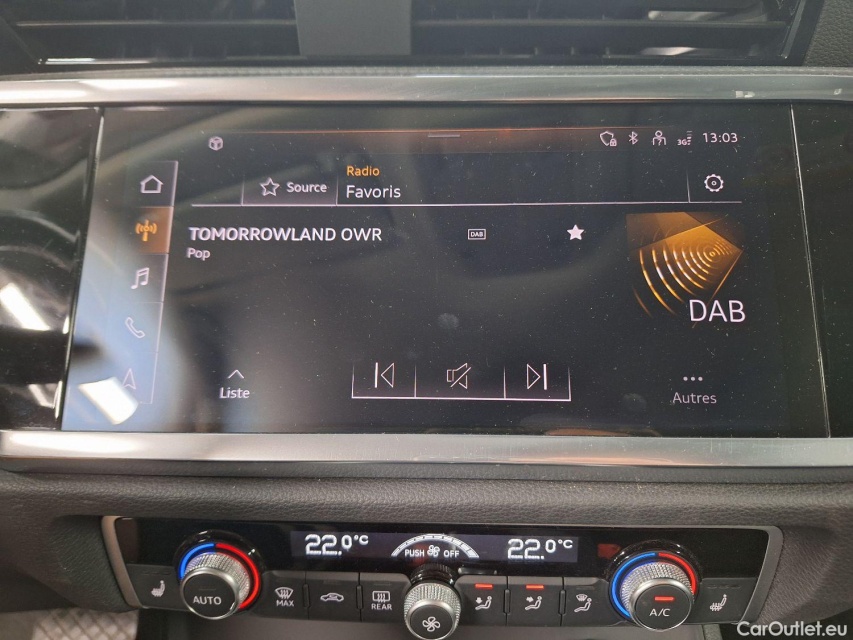 3G 13:03
Radio
Source Favoris
TOMORROWLAND OWR DAB
Pop
DAB
Liste
Autres
22.0°C PUSH OFF 22.0°C
AUTO MAX REAR A/C
CarOutlet.eu